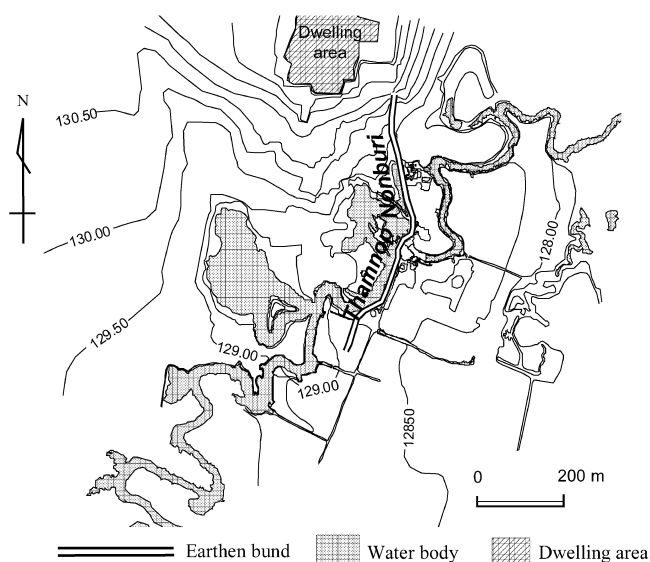 Dwelling
area
N
130.50
Thamnop Nonburi
130.00
128.00
129.50
129.00
129.00
12850
0 200 m
Earthen bund
Water body
Dwelling area